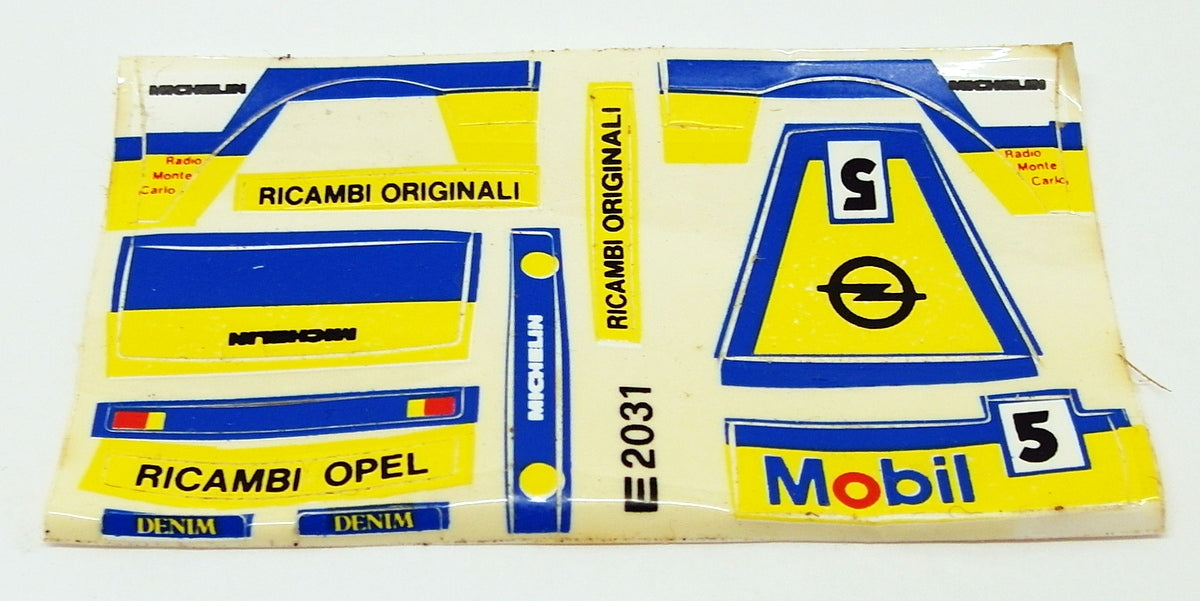 MICHELIN
MICHELIN
Radio
Monte
Carlo
RICAMBI ORIGINALI
RICAMBI ORIGINALI
5
Radio
Monte
Carlo
MICHELIN
MICHELIN
RICAMBI OPEL
DENIM
DENIM
E2031
5
Mobil